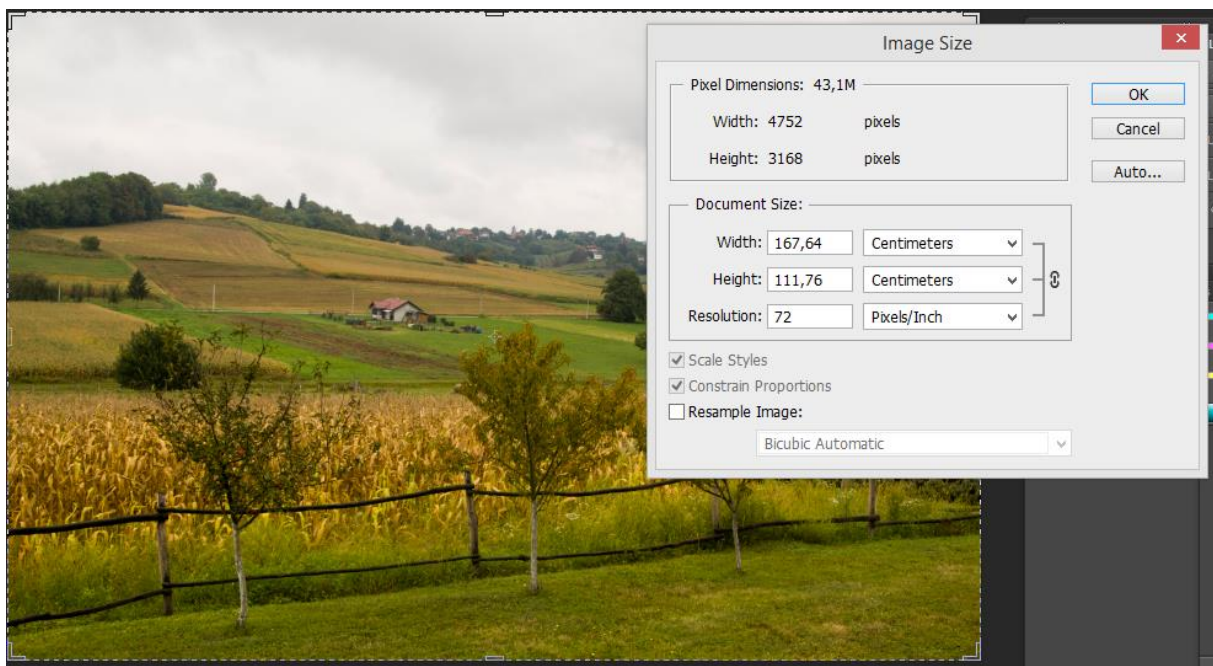 Image Size
Pixel Dimensions: 43,1M
Width: 4752 pixels
Height: 3168 pixels
OK
Cancel
Auto...
Document Size:
Width: 167,64 Centimeters
Height: 111,76 Centimeters
Resolution: 72 Pixels/Inch
Scale Styles
Constrain Proportions
Resample Image:
Bicubic Automatic